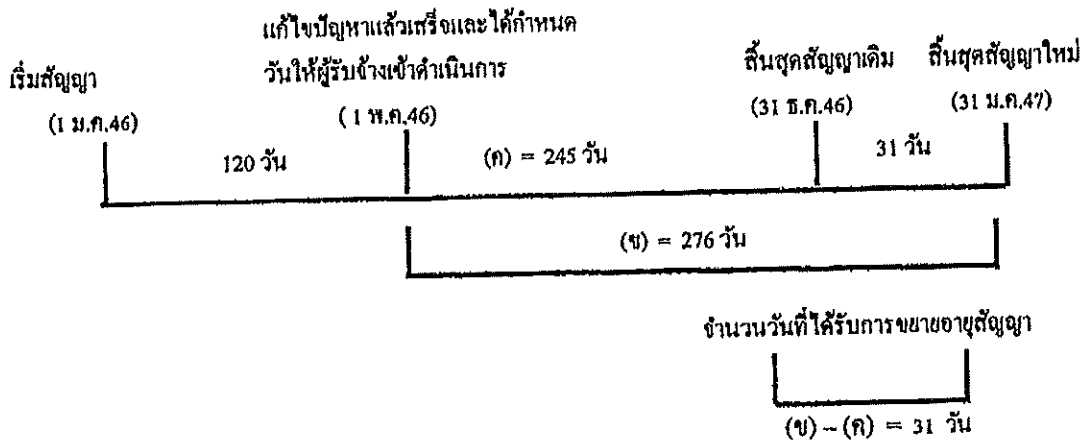 แก้ไขปัญหาแล้วเสร็จและได้กำหนด
วันให้ผู้รับจ้างเข้าดำเนินการ
เริ่มสัญญา
สิ้นสุดสัญญาเดิม
สิ้นสุดสัญญาใหม่
(1 ม.ค.46)
(1 พ.ค.46)
(31 ธ.ค.46)
(31 ม.ค.47)
120 วัน
(ค) = 245 วัน
31 วัน
(ข) = 276 วัน
จำนวนวันที่ได้รับการขยายอายุสัญญา
(ข) – (ค) = 31 วัน